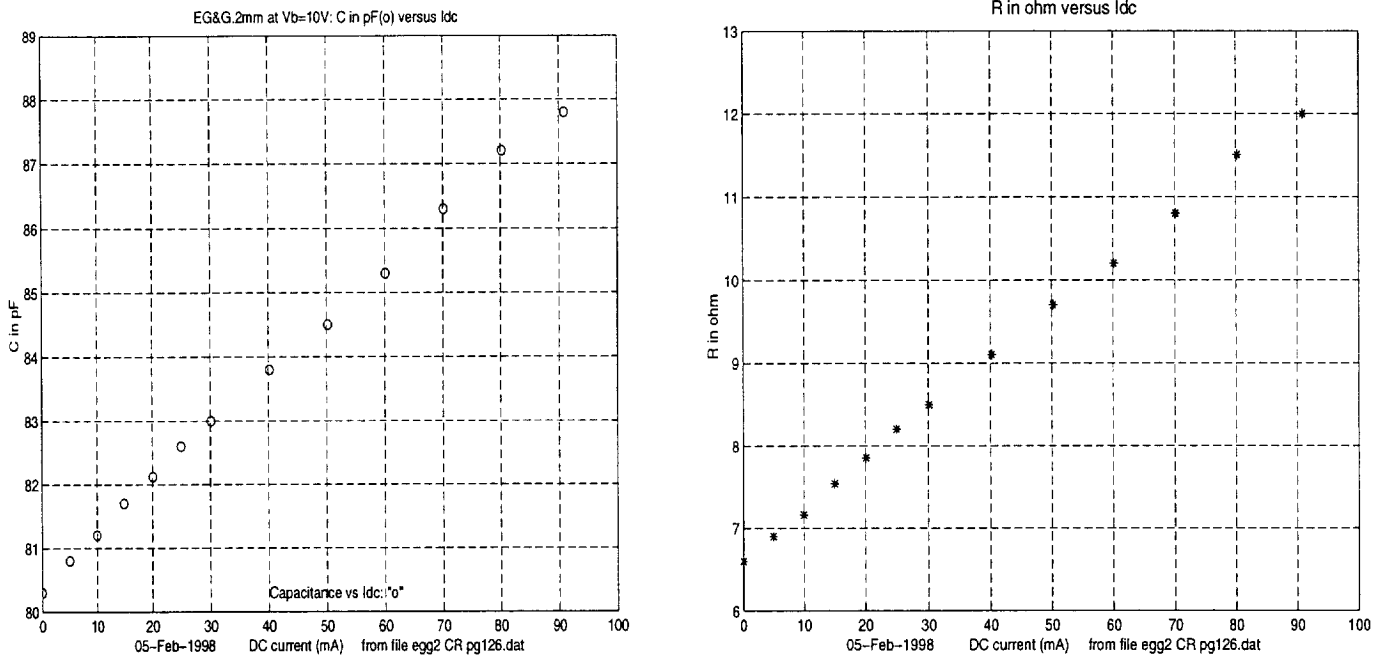 EG&G.2mm at Vb=10V: C in pF(o) versus Idc
89
88
87
86
85
84
83
82
81
80
C in pF
Capacitance vs Idc: "o"
0 10 20 30 40 50 60 70 80 90 100
05-Feb-1998 DC current (mA) from file egg2 CR pg126.dat
R in ohm versus Idc
13
12
11
10
9
8
7
6
R in ohm
0 10 20 30 40 50 60 70 80 90 100
05-Feb-1998 DC current (mA) from file egg2 CR pg126.dat